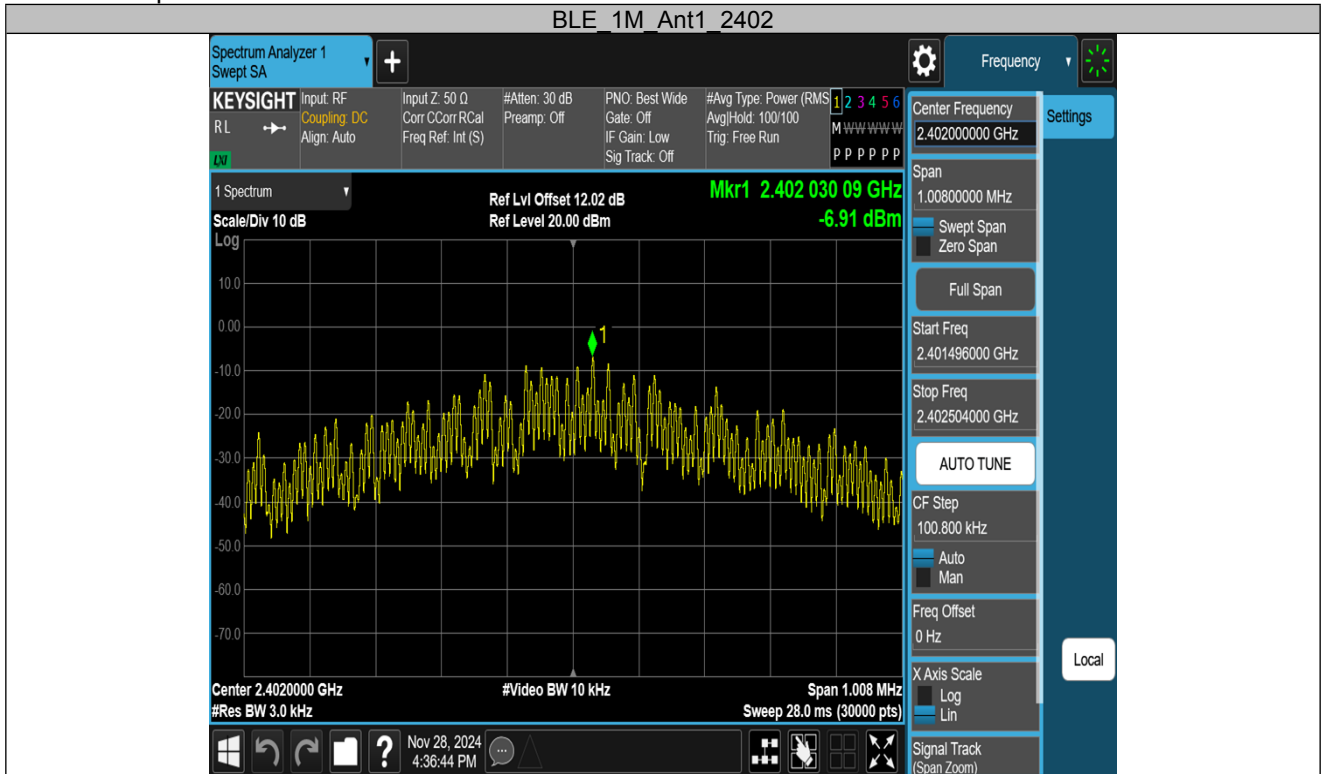 BLE_1M_Ant1_2402
Spectrum Analyzer 1
Swept SA
Frequency
KEYSIGHT
RL
LXI
Input: RF
Coupling: DC
Align: Auto
Input Z: 50 Ω
Corr CCorr RCal
Freq Ref: Int (S)
#Atten: 30 dB
Preamp: Off
PNO: Best Wide
Gate: Off
IF Gain: Low
Sig Track: Off
#Avg Type: Power (RMS
Avg|Hold: 100/100
Trig: Free Run
1 2 3 4 5 6
M W W W W W
P P P P P P
1 Spectrum
Scale/Div 10 dB
Ref Lvl Offset 12.02 dB
Ref Level 20.00 dBm
Mkr1 2.402 030 09 GHz
-6.91 dBm
Log
10.0
0.00
-10.0
-20.0
-30.0
-40.0
-50.0
-60.0
-70.0
1
Center 2.4020000 GHz
#Res BW 3.0 kHz
#Video BW 10 kHz
Span 1.008 MHz
Sweep 28.0 ms (30000 pts)
Center Frequency
2.402000000 GHz
Settings
Span
1.00800000 MHz
Swept Span
Zero Span
Full Span
Start Freq
2.401496000 GHz
Stop Freq
2.402504000 GHz
AUTO TUNE
CF Step
100.800 kHz
Auto
Man
Freq Offset
0 Hz
X Axis Scale
Log
Lin
Local
Signal Track
(Span Zoom)
?
Nov 28, 2024
4:36:44 PM